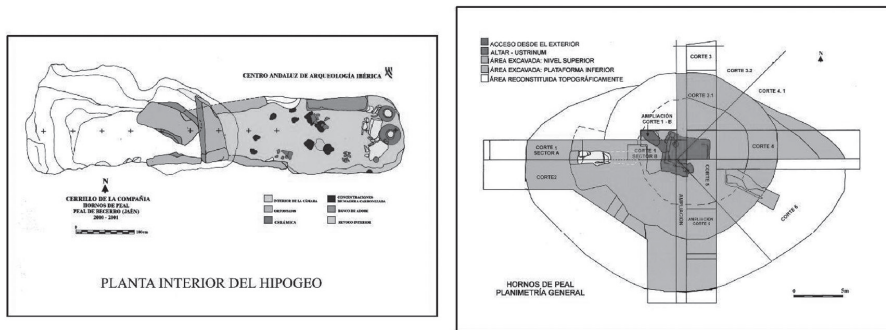 CENTRO ANDALUZ DE ARQUEOLOGÍA IBÉRICA
N
CERRILLO DE LA COMPAÑÍA
HORNOS DE PEAL
PEAL DE BECERRO (JAÉN)
2000 - 2001
INTERIOR DE LA CÁMARA
ORTOSTATO
CERÁMICA
CONCENTRACIONES
DE MADERA CARBONIZADA
BANCO DE ADOBE
REVOCO INTERIOR
PLANTA INTERIOR DEL HIPOGEO
ACCESO DESDE EL EXTERIOR
ALTAR - USTRINUM
ÁREA EXCAVADA: NIVEL SUPERIOR
ÁREA EXCAVADA: PLATAFORMA INFERIOR
ÁREA RECONSTITUIDA TOPOGRÁFICAMENTE
N
CORTE 3
CORTE 3.2
CORTE 3.1
CORTE 4. 1
AMPLIACIÓN
CORTE 1 - B
CORTE 1
SECTOR A
CORTE 1
SECTOR B
CORTE 4
CORTE2
CORTE 5
AMPLIACIÓN
AMPLIACIÓN
CORTE 6
HORNOS DE PEAL
PLANIMETRÍA GENERAL
0 5m